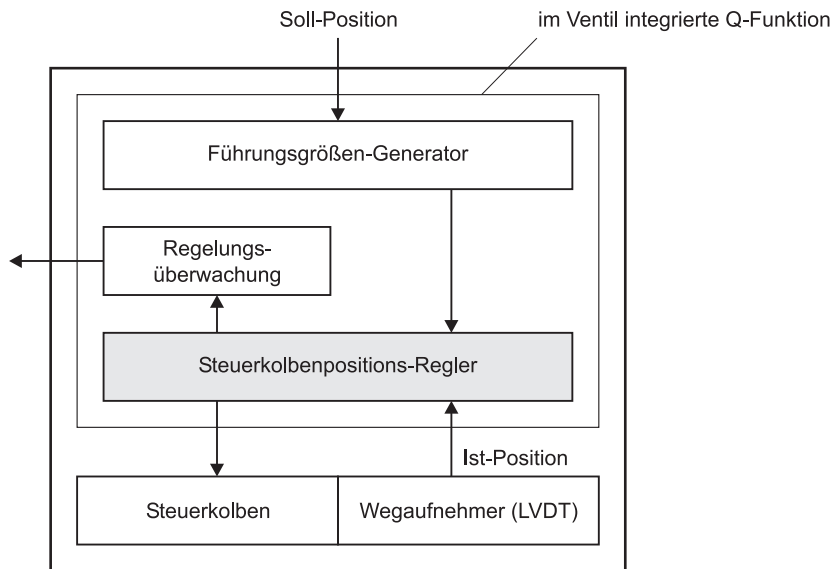 Soll-Position
im Ventil integrierte Q-Funktion
Führungsgrößen-Generator
Regelungs-
überwachung
Steuerkolbenpositions-Regler
Ist-Position
Steuerkolben
Wegaufnehmer (LVDT)